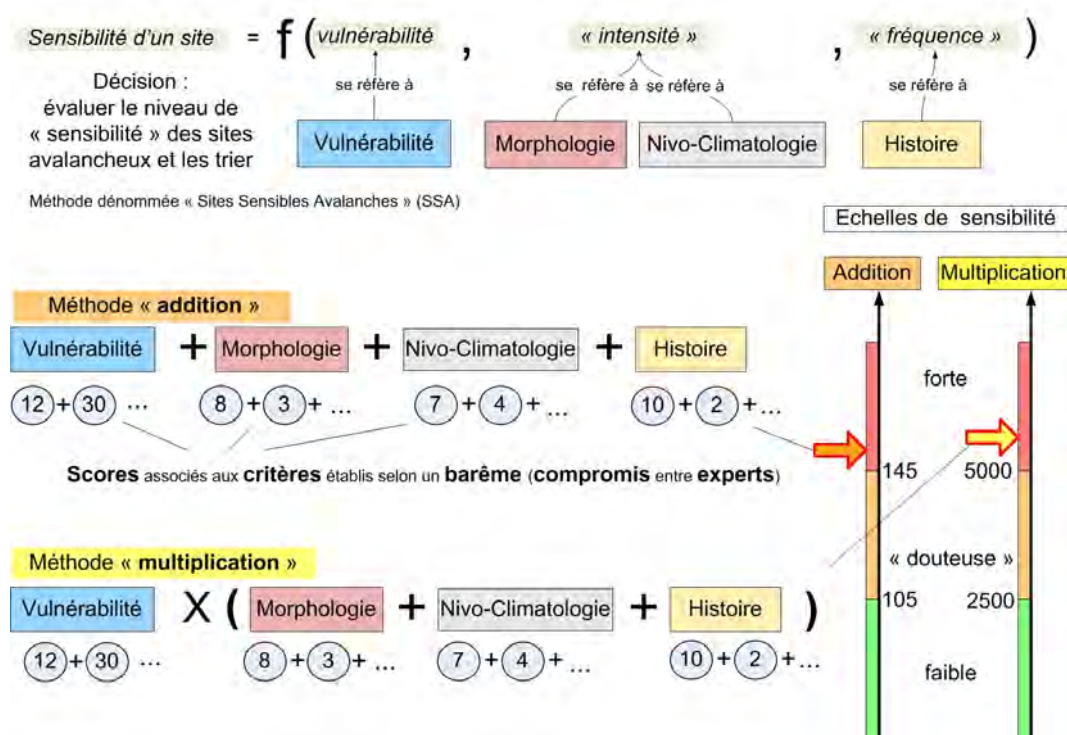 Sensibilité d'un site = f ( vulnérabilité , « intensité » , « fréquence » )
Décision :
évaluer le niveau de
« sensibilité » des sites
avalancheux et les trier
se réfère à
se réfère à se réfère à
se réfère à
Vulnérabilité
Morphologie
Nivo-Climatologie
Histoire
Méthode dénommée « Sites Sensibles Avalanches » (SSA)
Echelles de sensibilité
Addition
Multiplication
Méthode « addition »
Vulnérabilité + Morphologie + Nivo-Climatologie + Histoire
12 + 30 ... 8 + 3 + ... 7 + 4 + ... 10 + 2 + ...
Scores associés aux critères établis selon un barême (compromis entre experts)
forte
145
5000
« douteuse »
105
2500
faible
Méthode « multiplication »
Vulnérabilité X ( Morphologie + Nivo-Climatologie + Histoire )
12 + 30 ... 8 + 3 + ... 7 + 4 + ... 10 + 2 + ...